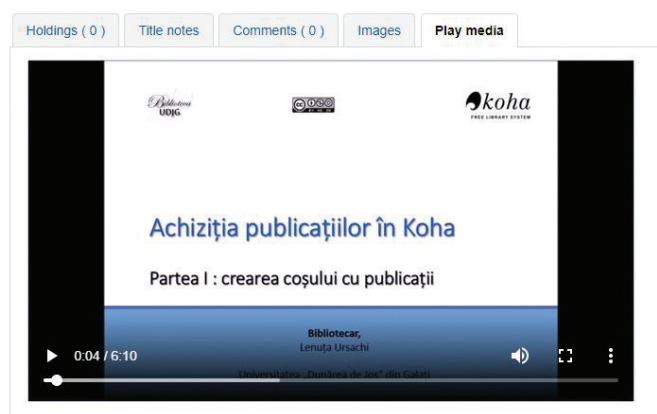 Holdings ( 0 )
Title notes
Comments ( 0 )
Images
Play media
Biblioteca
UDJG
koha
FREE LIBRARY SYSTEM
Achiziția publicațiilor în Koha
Partea I : crearea coșului cu publicații
Bibliotecar,
Lenuța Ursachi
0:04 / 6:10
Universitatea „Dunărea de Jos” din Galați